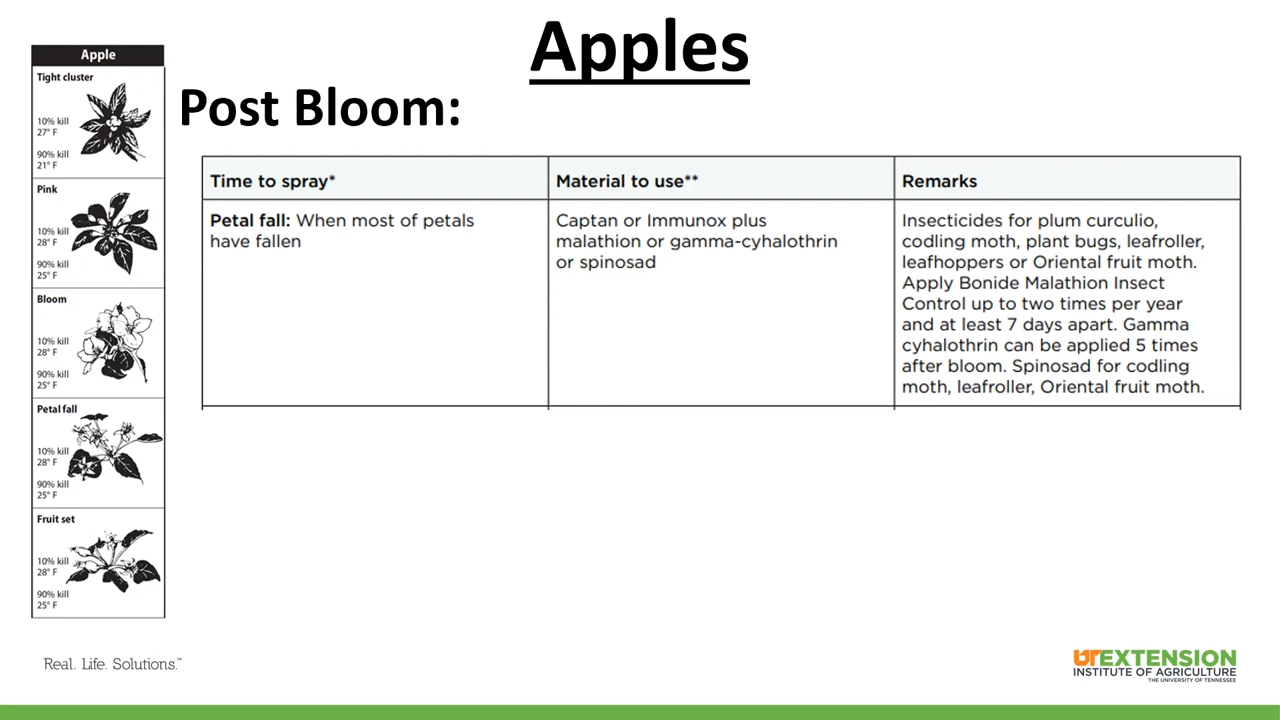 Apples
Post Bloom:
Apple
Tight cluster
10% kill
27° F
90% kill
21° F
Pink
10% kill
28° F
90% kill
25° F
Bloom
10% kill
28° F
90% kill
25° F
Petal fall
10% kill
28° F
90% kill
25° F
Fruit set
10% kill
28° F
90% kill
25° F
Time to spray*
Material to use**
Remarks
Petal fall: When most of petals
have fallen
Captan or Immunox plus
malathion or gamma-cyhalothrin
or spinosad
Insecticides for plum curculio,
codling moth, plant bugs, leafroller,
leafhoppers or Oriental fruit moth.
Apply Bonide Malathion Insect
Control up to two times per year
and at least 7 days apart. Gamma
cyhalothrin can be applied 5 times
after bloom. Spinosad for codling
moth, leafroller, Oriental fruit moth.
Real. Life. Solutions.™
UT EXTENSION
INSTITUTE OF AGRICULTURE
THE UNIVERSITY OF TENNESSEE